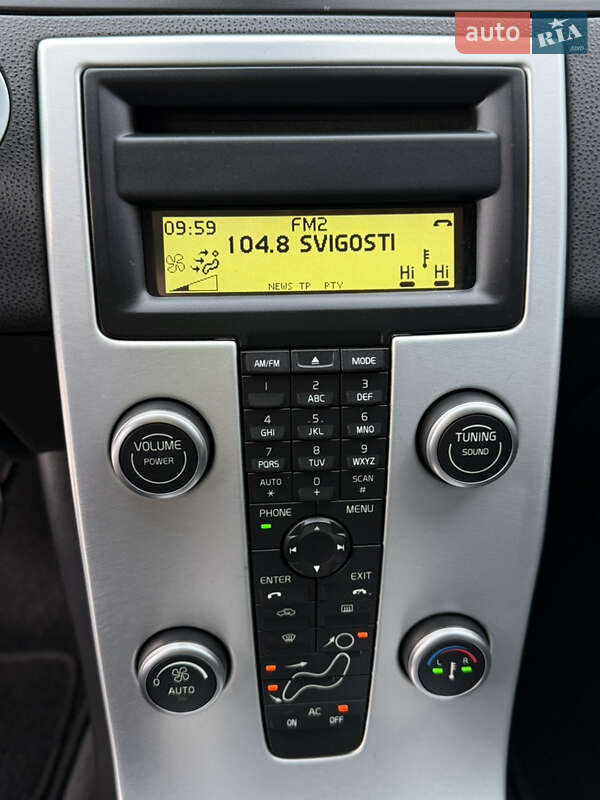 auto RIA .com
09:59 FM2
104.8 SVIGOSTI
Hi Hi
NEWS TP PTY
AM/FM MODE
1 2 ABC 3 DEF
4 GHI .5. JKL 6 MNO
7 PQRS 8 TUV 9 WXYZ
AUTO * 0 + SCAN #
VOLUME
POWER
TUNING
SOUND
PHONE MENU
ENTER EXIT
0 AUTO
L R
ON AC OFF